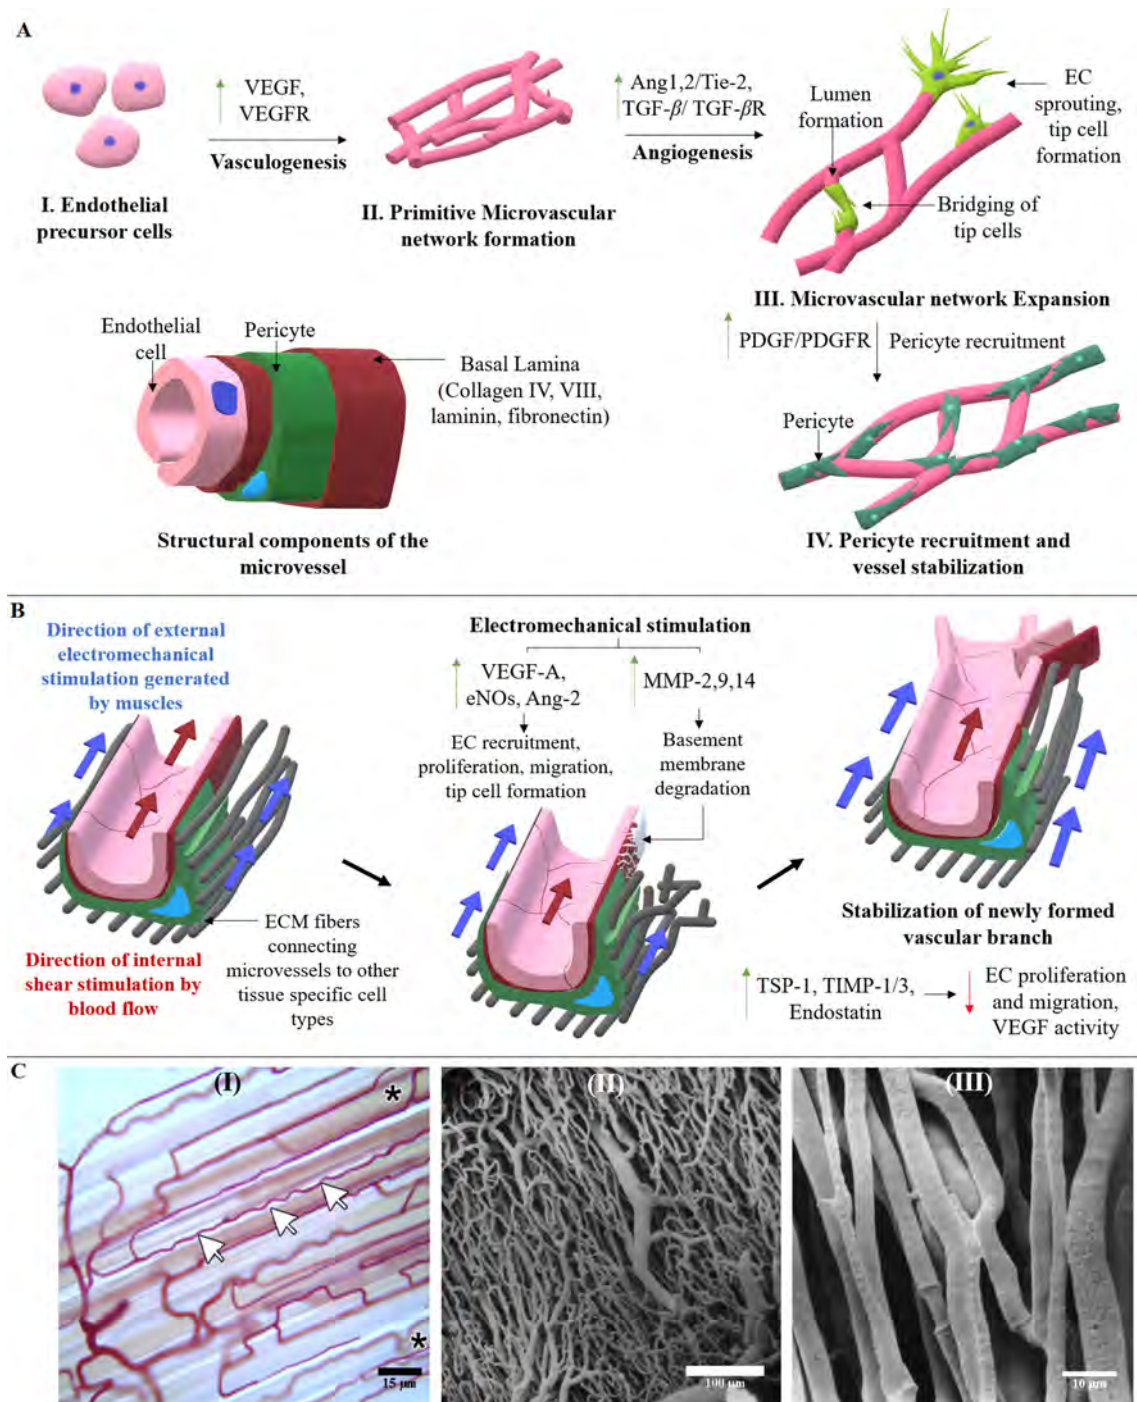 A
VEGF,
VEGFR
Vasculogenesis
Ang1,2/Tie-2,
TGF-β/ TGF-βR
Angiogenesis
Lumen
formation
EC
sprouting,
tip cell
formation
Bridging of
tip cells
I. Endothelial
precursor cells
II. Primitive Microvascular
network formation
III. Microvascular network Expansion
PDGF/PDGFR
Pericyte recruitment
Endothelial
cell
Pericyte
Basal Lamina
(Collagen IV, VIII,
laminin, fibronectin)
Structural components of the
microvessel
Pericyte
IV. Pericyte recruitment and
vessel stabilization
B
Direction of external
electromechanical
stimulation generated
by muscles
Direction of internal
shear stimulation by
blood flow
ECM fibers
connecting
microvessels to other
tissue specific cell
types
Electromechanical stimulation
VEGF-A,
eNOs, Ang-2
MMP-2,9,14
EC recruitment,
proliferation, migration,
tip cell formation
Basement
membrane
degradation
Stabilization of newly formed
vascular branch
TSP-1, TIMP-1/3,
Endostatin
EC proliferation
and migration,
VEGF activity
C
(I)
*
*
15 μm
(II)
100 μm
(III)
10 μm